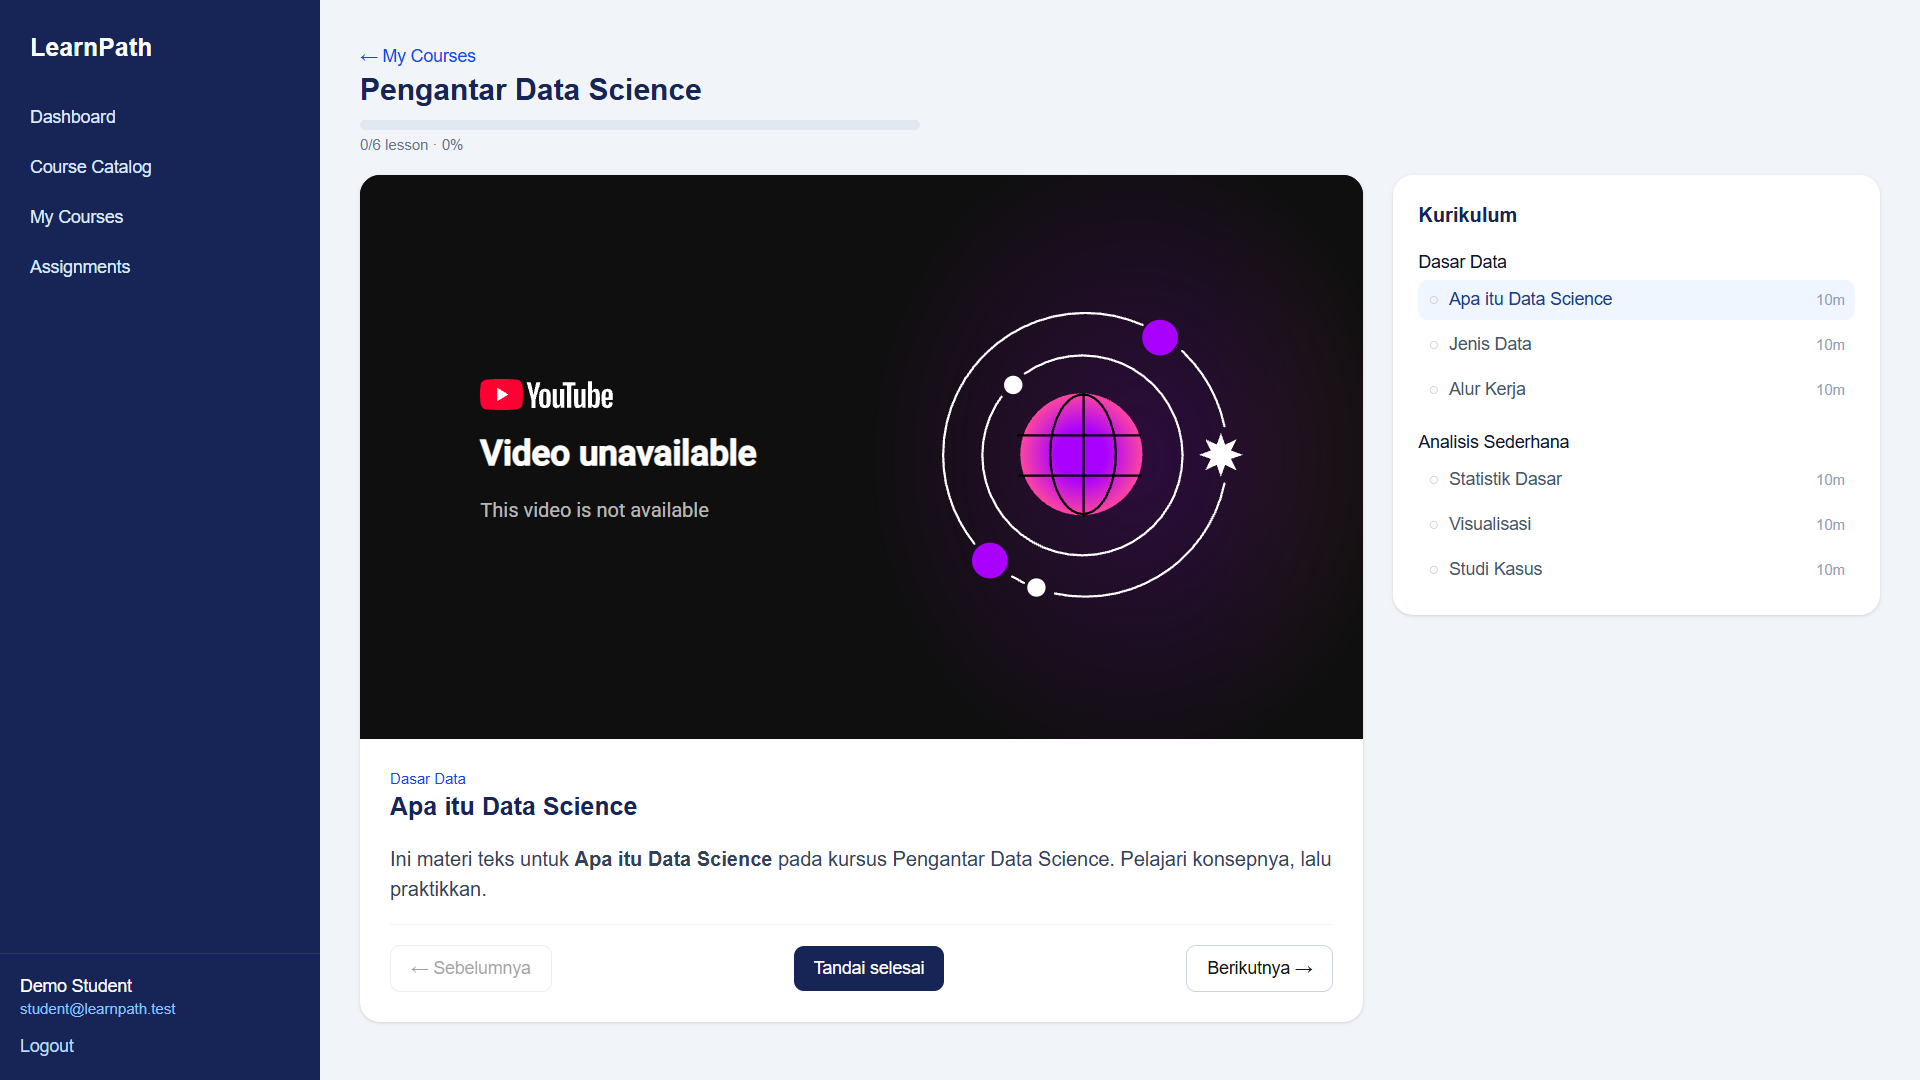 LearnPath
Dashboard
Course Catalog
My Courses
Assignments
Demo Student
student@learnpath.test
Logout
← My Courses
Pengantar Data Science
0/6 lesson · 0%
YouTube
Video unavailable
This video is not available
Dasar Data
Apa itu Data Science
Ini materi teks untuk Apa itu Data Science pada kursus Pengantar Data Science. Pelajari konsepnya, lalu
praktikkan.
← Sebelumnya
Tandai selesai
Berikutnya →
Kurikulum
Dasar Data
Apa itu Data Science 10m
Jenis Data 10m
Alur Kerja 10m
Analisis Sederhana
Statistik Dasar 10m
Visualisasi 10m
Studi Kasus 10m